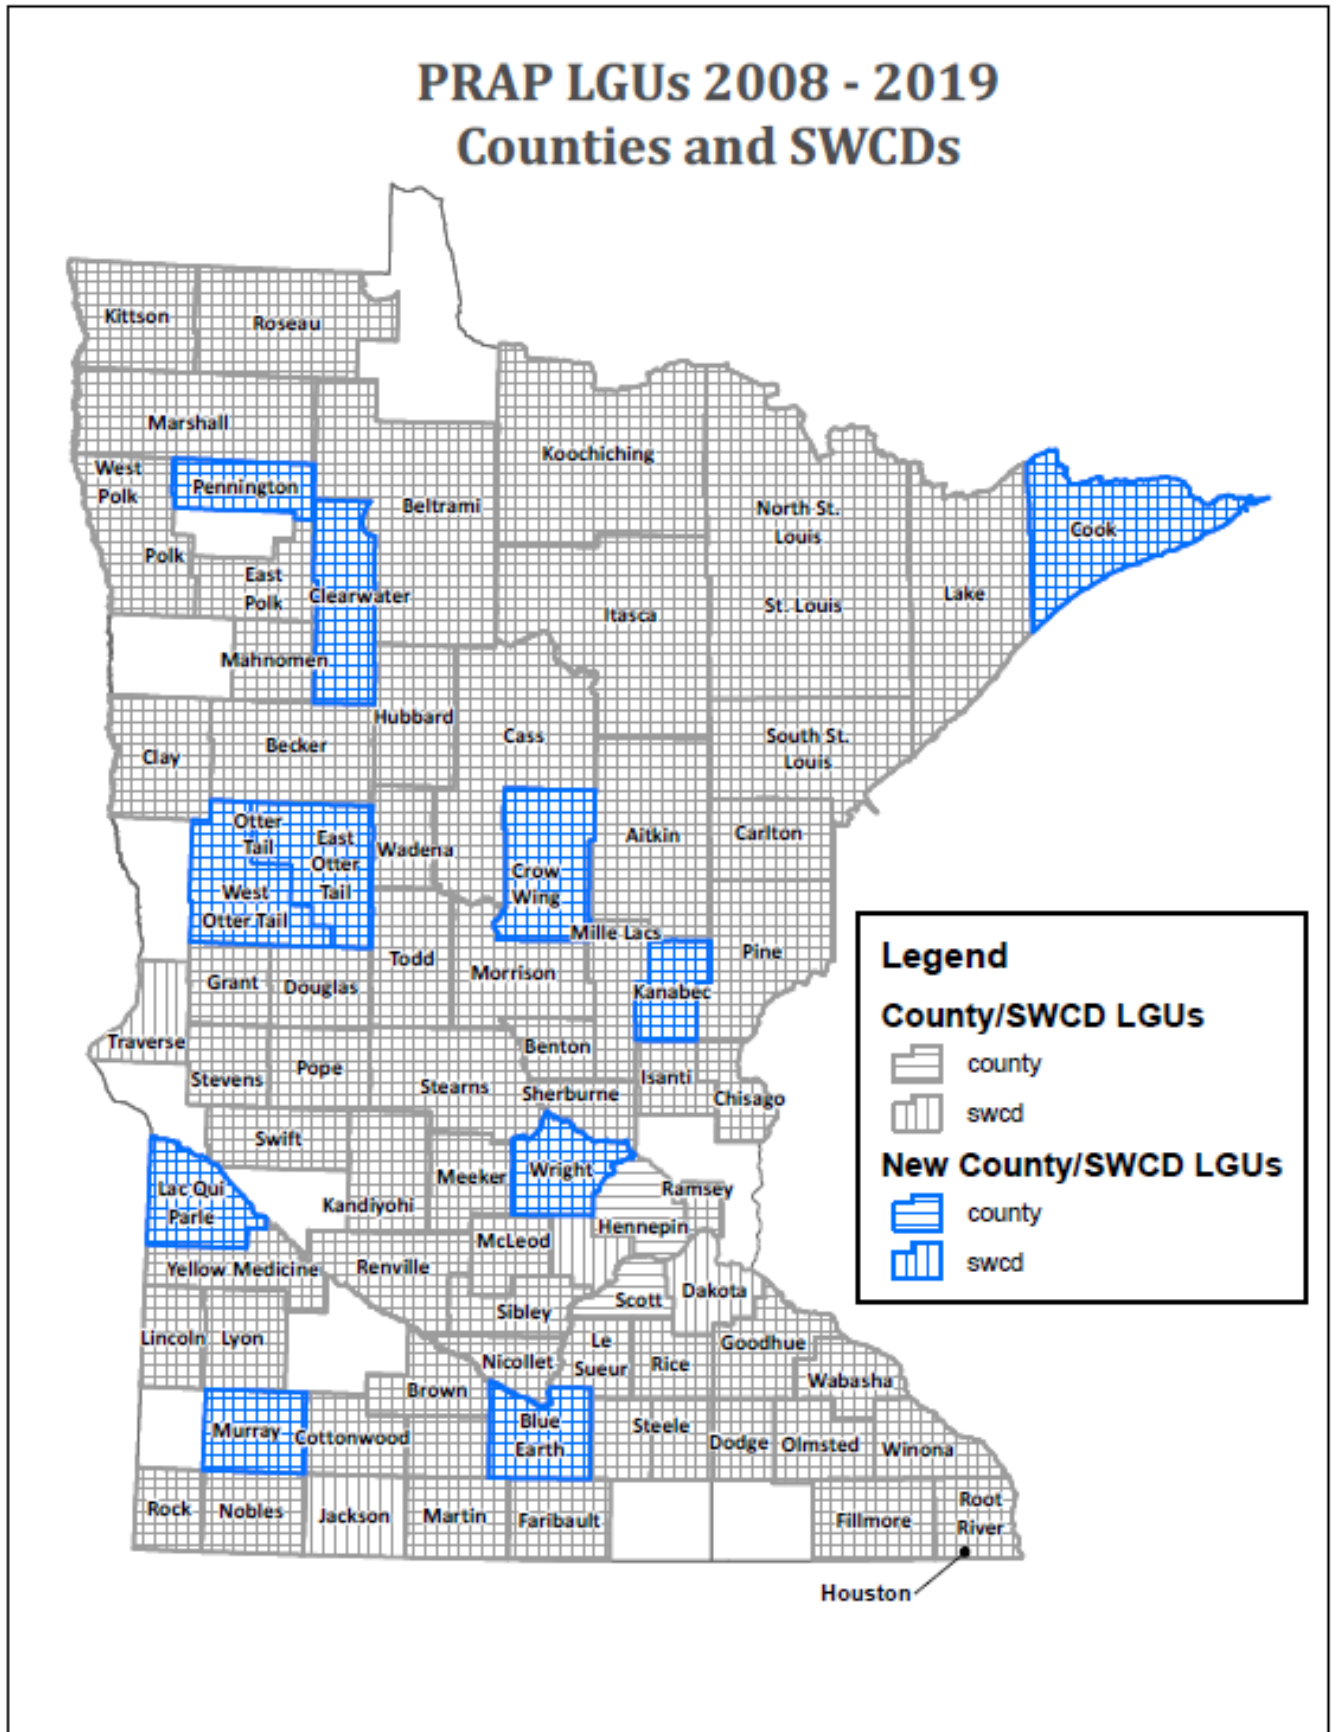 PRAP LGUs 2008 - 2019
Counties and SWCDs
Kittson
Roseau
Marshall
West
Polk
Pennington
Koochiching
Beltrami
North St.
Louis
Cook
Polk
East
Polk
Clearwater
Itasca
St. Louis
Lake
Mahnomen
Hubbard
Cass
South St.
Louis
Clay
Becker
Otter
Tail
East
Otter
Tail
West
Otter Tail
Wadena
Crow
Wing
Aitkin
Carlton
Mille Lacs
Pine
Todd
Morrison
Grant
Douglas
Kanabec
Traverse
Benton
Stevens
Pope
Stearns
Sherburne
Isanti
Chisago
Swift
Lac Qui
Parle
Kandiyohi
Meeker
Wright
Ramsey
Hennepin
McLeod
Yellow Medicine
Renville
Sibley
Scott
Dakota
Lincoln
Lyon
Nicollet
Le
Sueur
Rice
Goodhue
Wabasha
Brown
Murray
Cottonwood
Blue
Earth
Steele
Dodge
Olmsted
Winona
Rock
Nobles
Jackson
Martin
Faribault
Fillmore
Root
River
Houston
Legend
County/SWCD LGUs
county
swcd
New County/SWCD LGUs
county
swcd